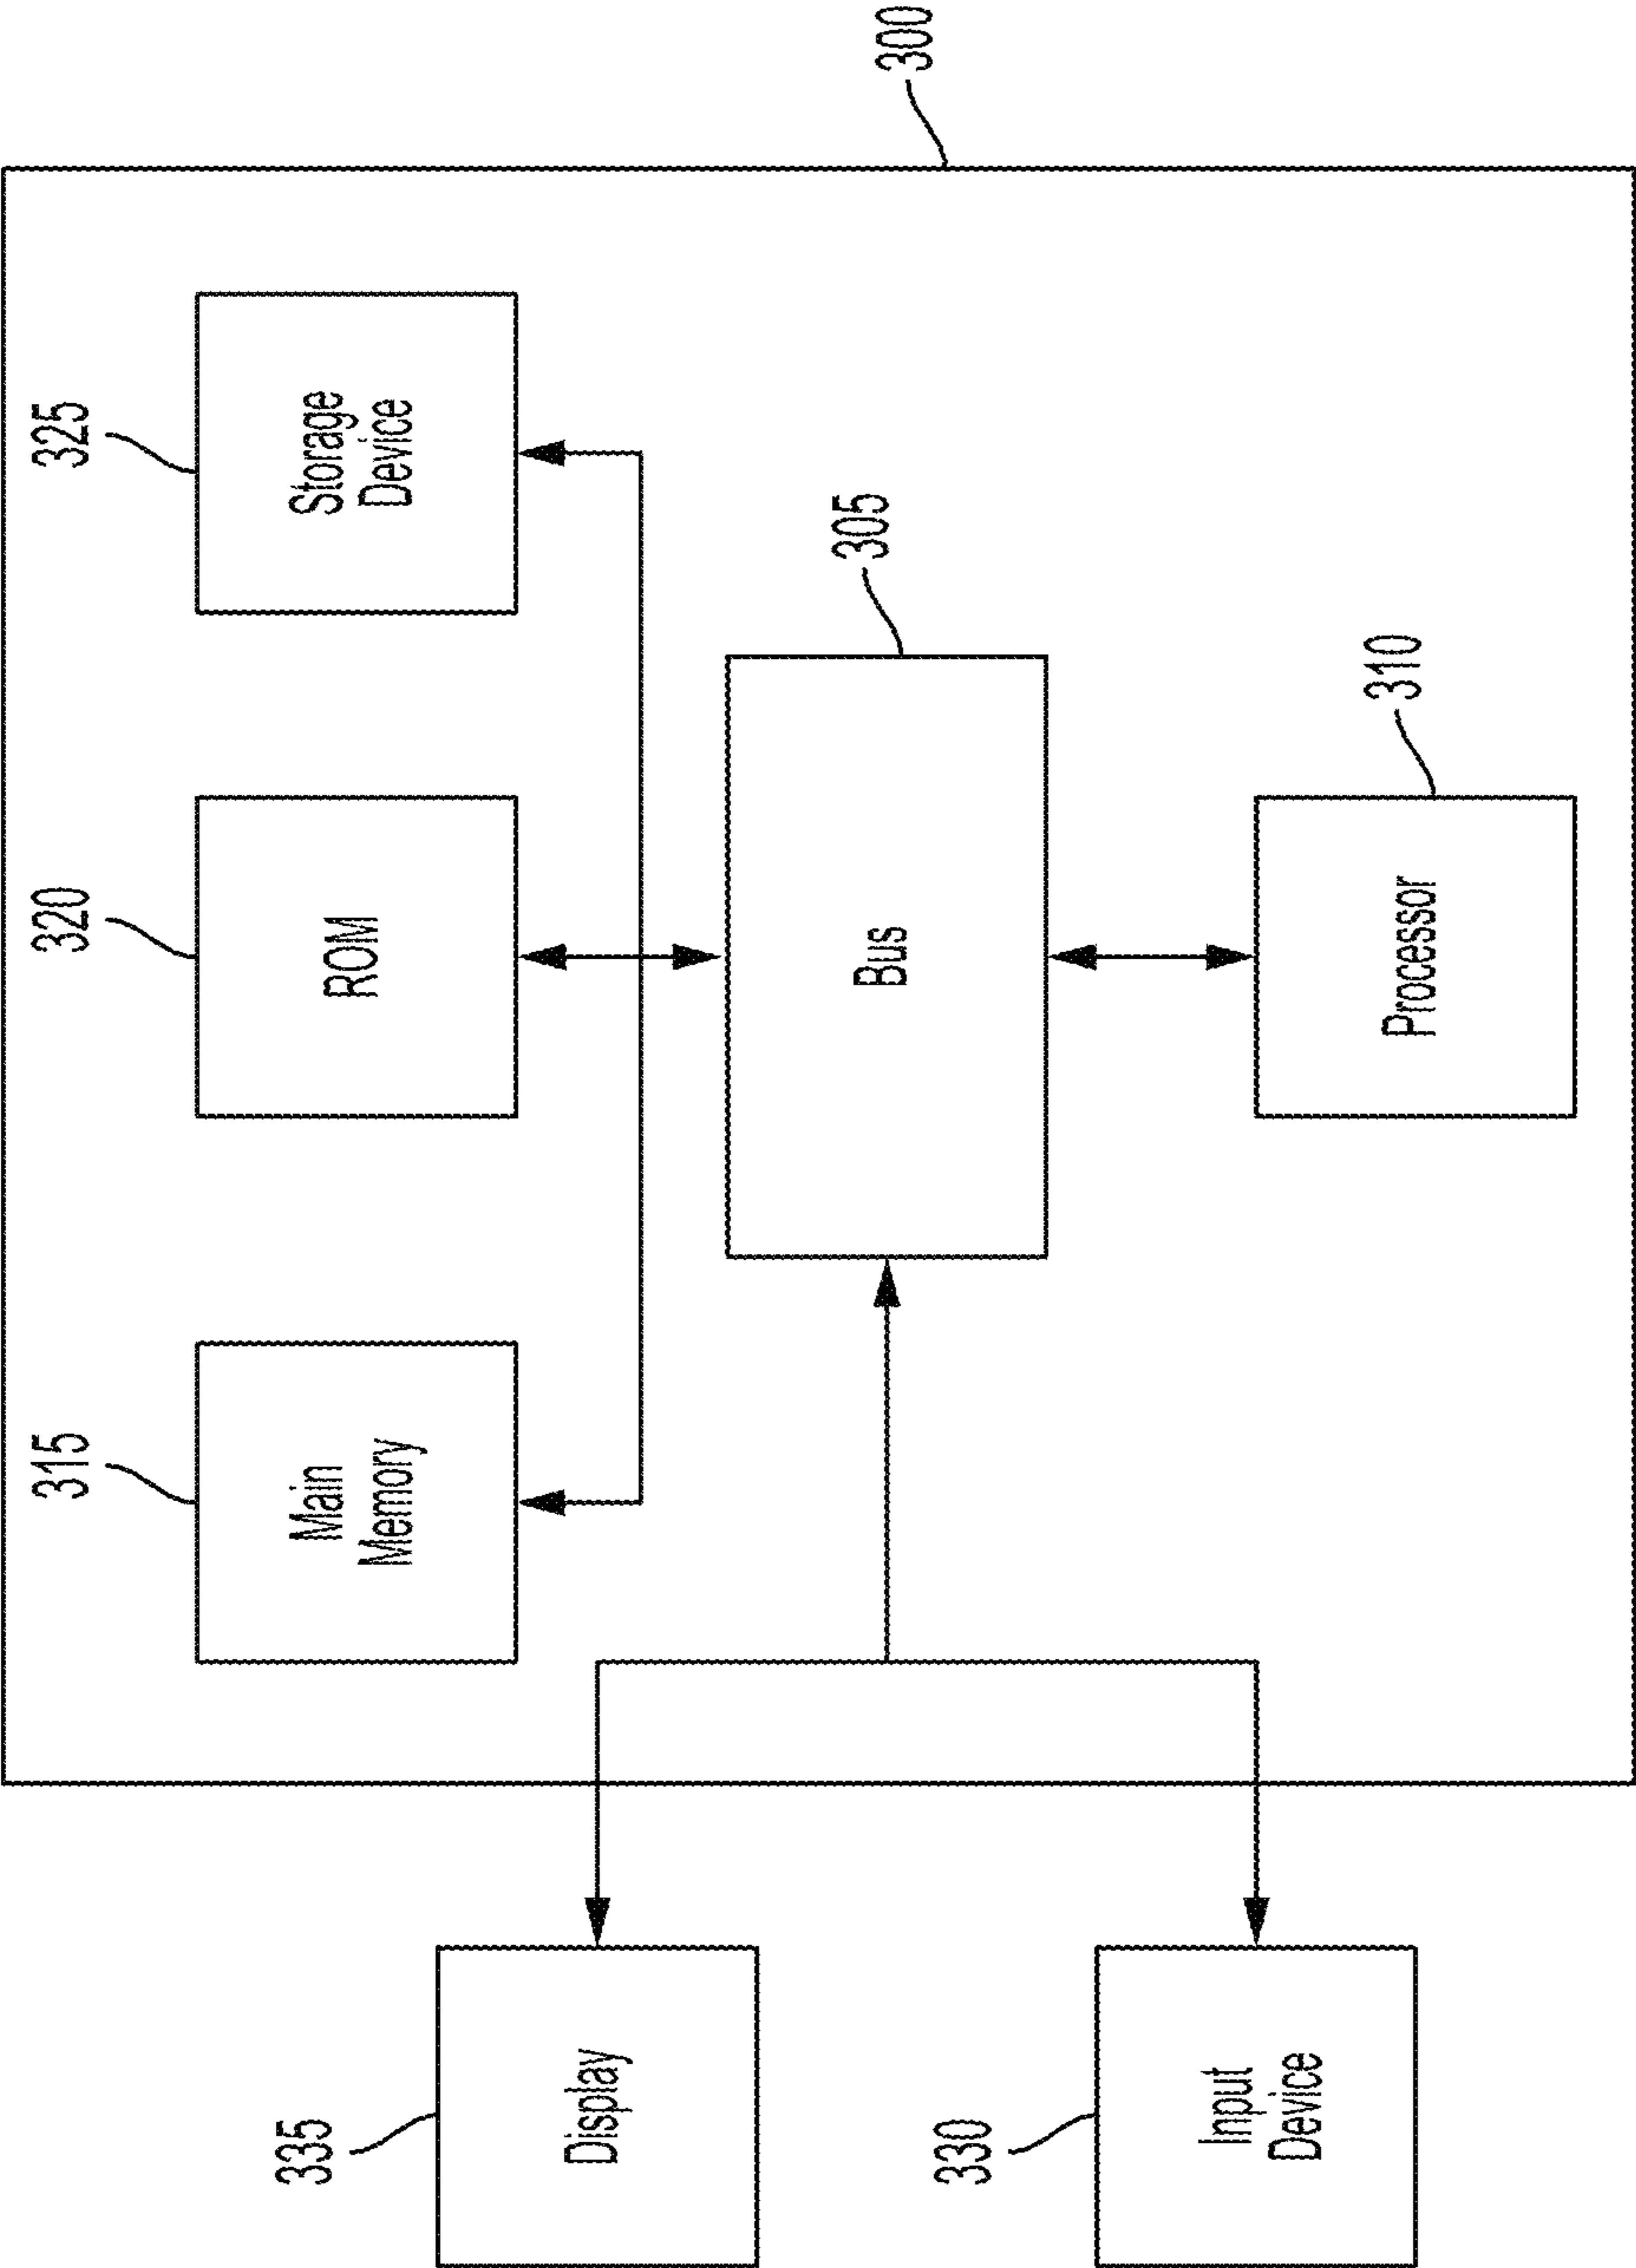 315
320
325
Main
Memory
ROM
Storage
Device
335
Display
Bus
305
300
330
Input
Device
Processor
310